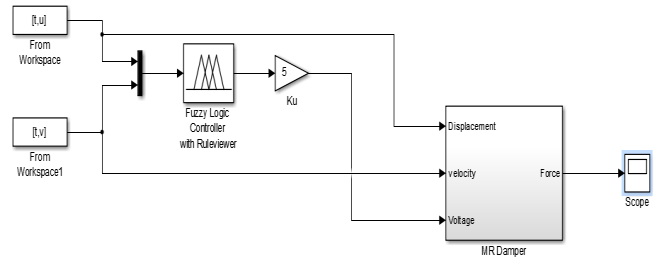 [t,u]
From
Workspace
[t,v]
From
Workspace1
Fuzzy Logic
Controller
with Ruleviewer
5
Ku
Displacement
velocity
Voltage
Force
MR Damper
Scope